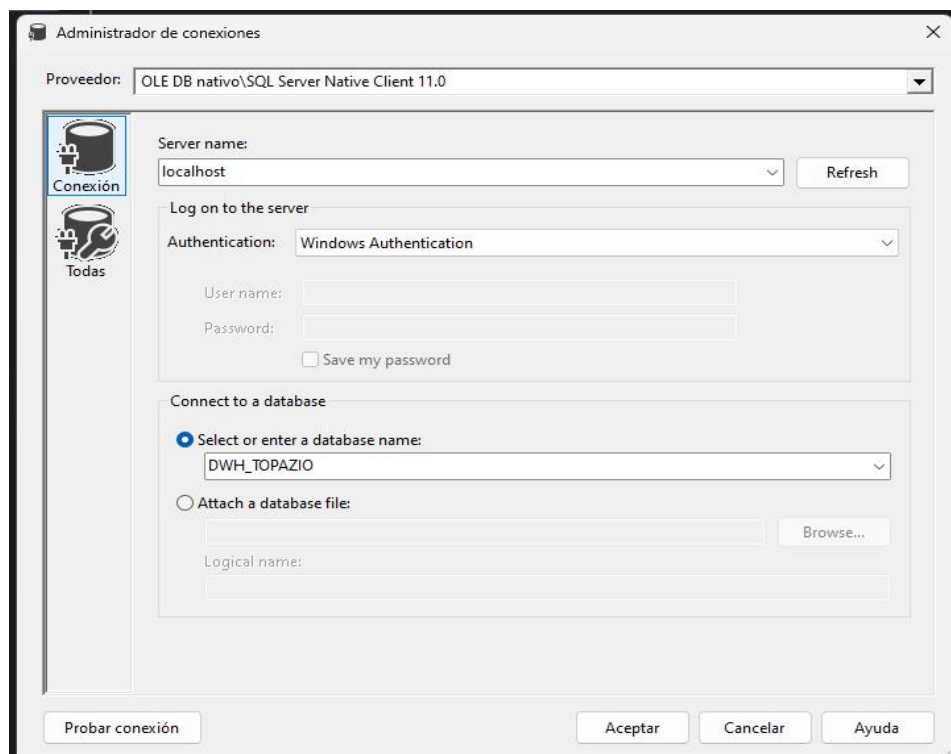 Administrador de conexiones
Proveedor: OLE DB nativo\SQL Server Native Client 11.0
Conexión
Todas
Server name:
localhost Refresh
Log on to the server
Authentication: Windows Authentication
User name:
Password:
Save my password
Connect to a database
Select or enter a database name:
DWH_TOPAZIO
Attach a database file:
Browse...
Logical name:
Probar conexión Aceptar Cancelar Ayuda